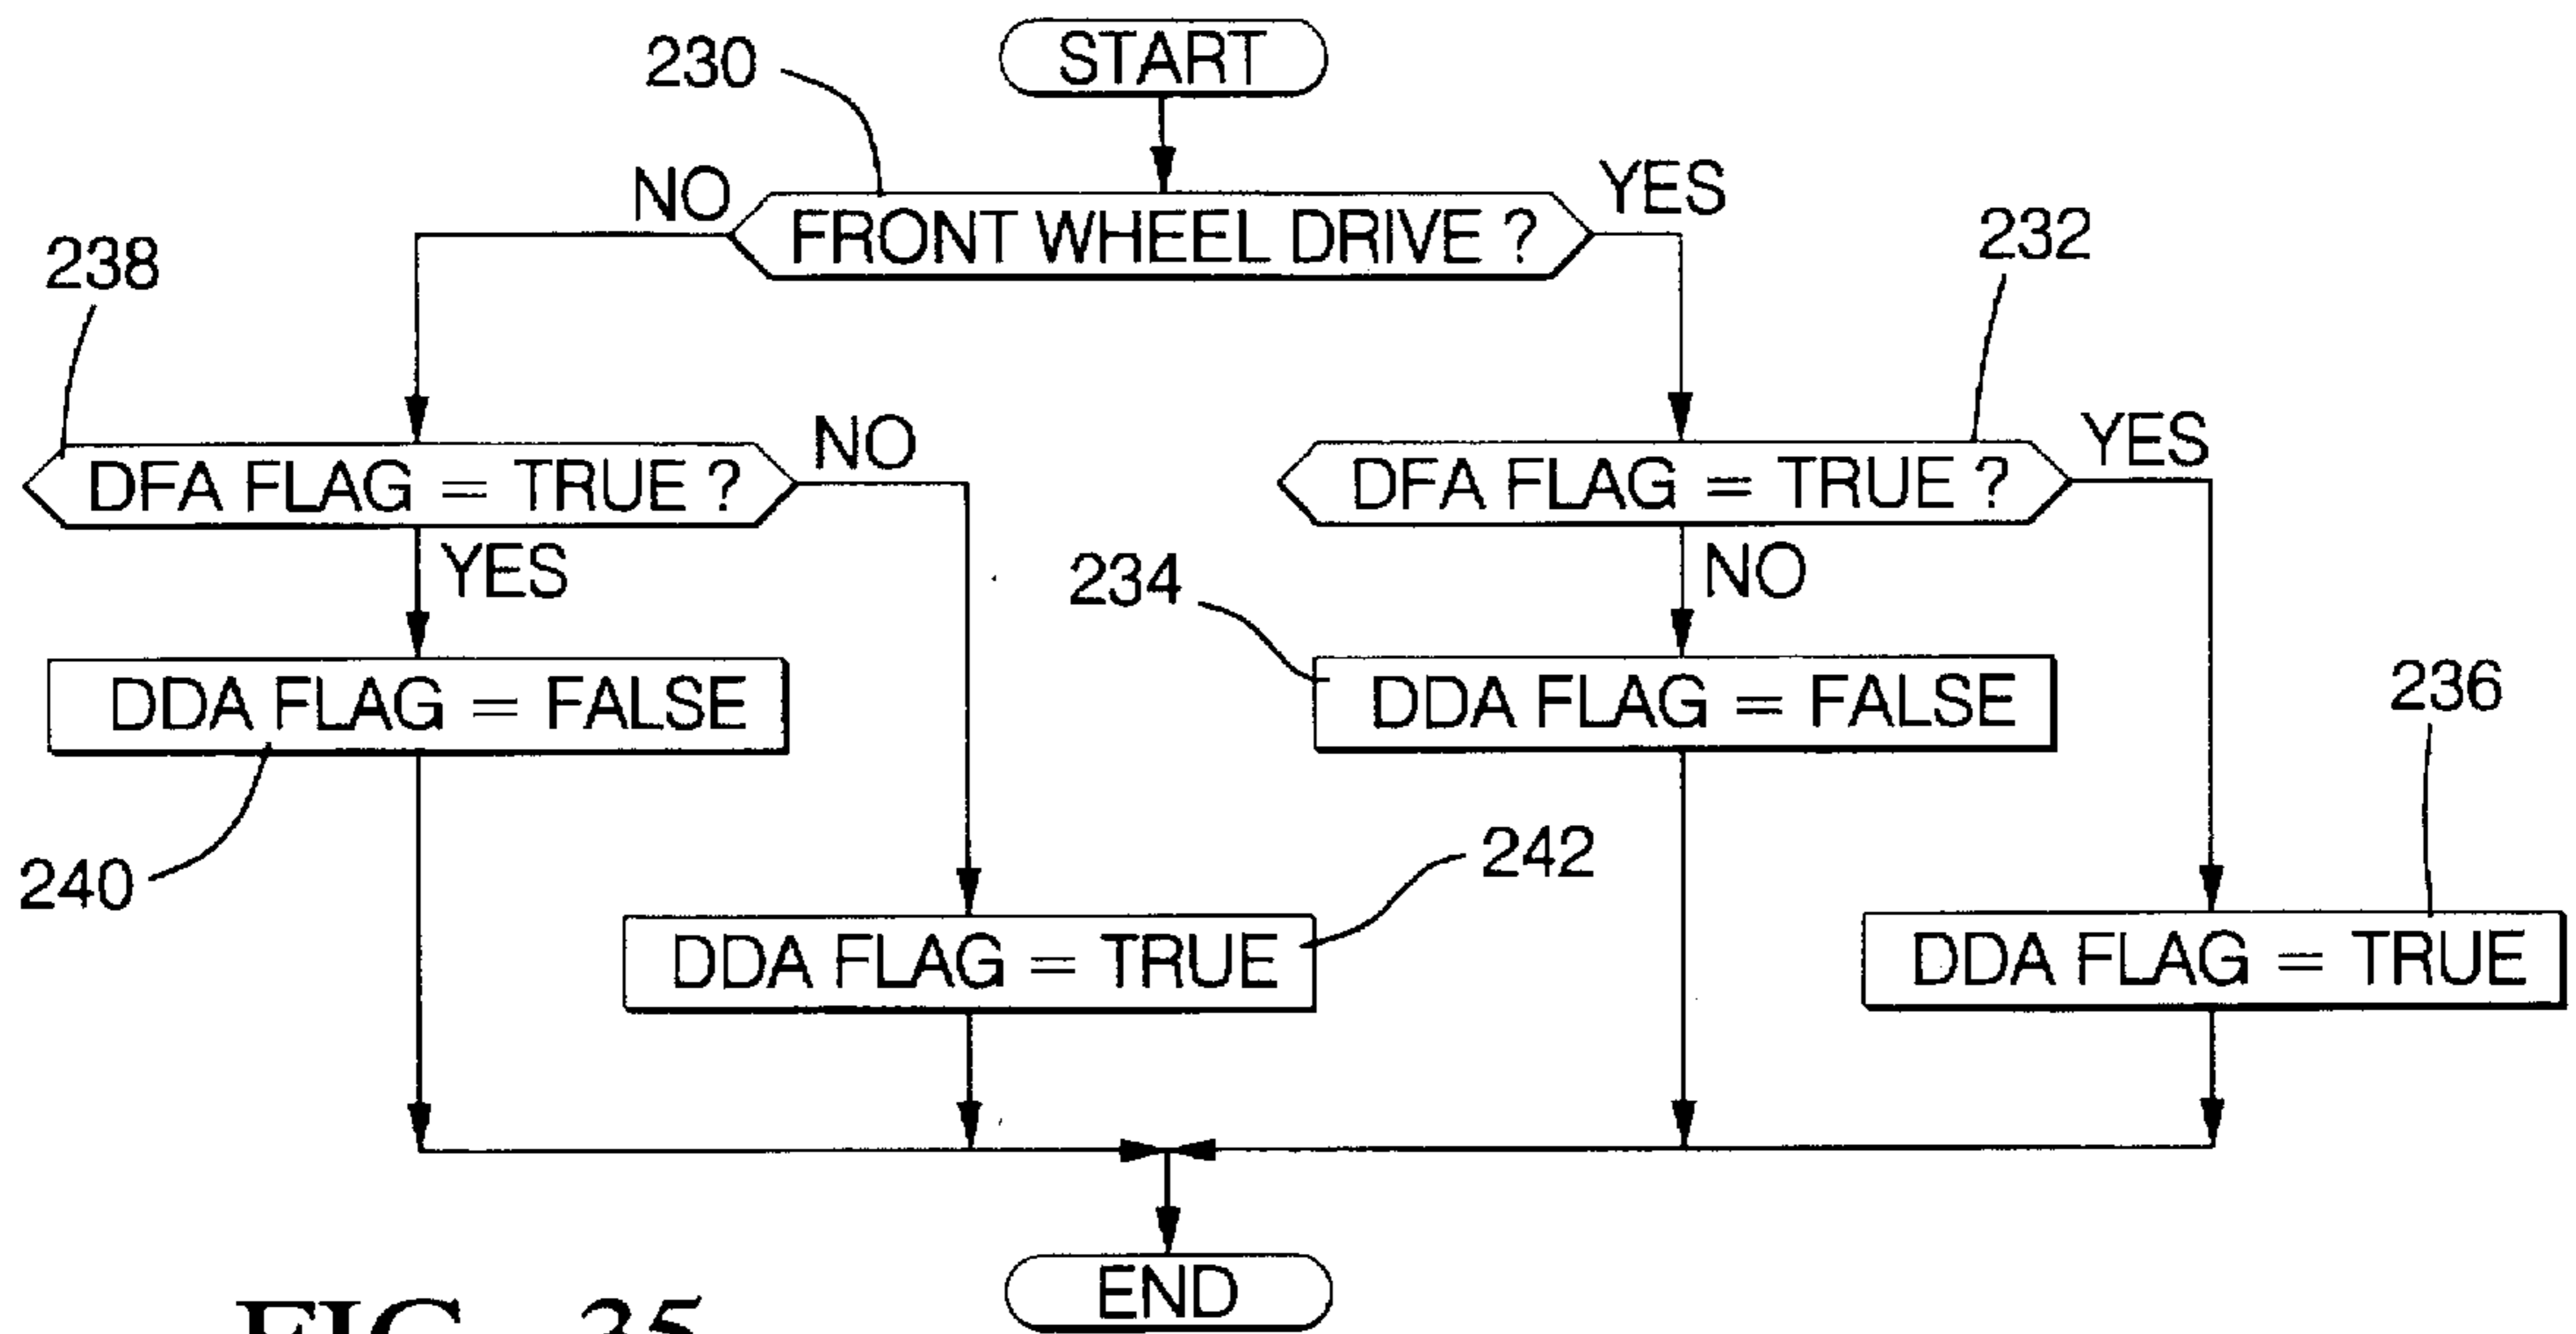 START
230
NO
YES
FRONT WHEEL DRIVE ?
238
232
NO
YES
DFA FLAG = TRUE ?
DFA FLAG = TRUE ?
YES
NO
234
DDA FLAG = FALSE
DDA FLAG = FALSE
236
240
242
DDA FLAG = TRUE
DDA FLAG = TRUE
END
FIG. 35